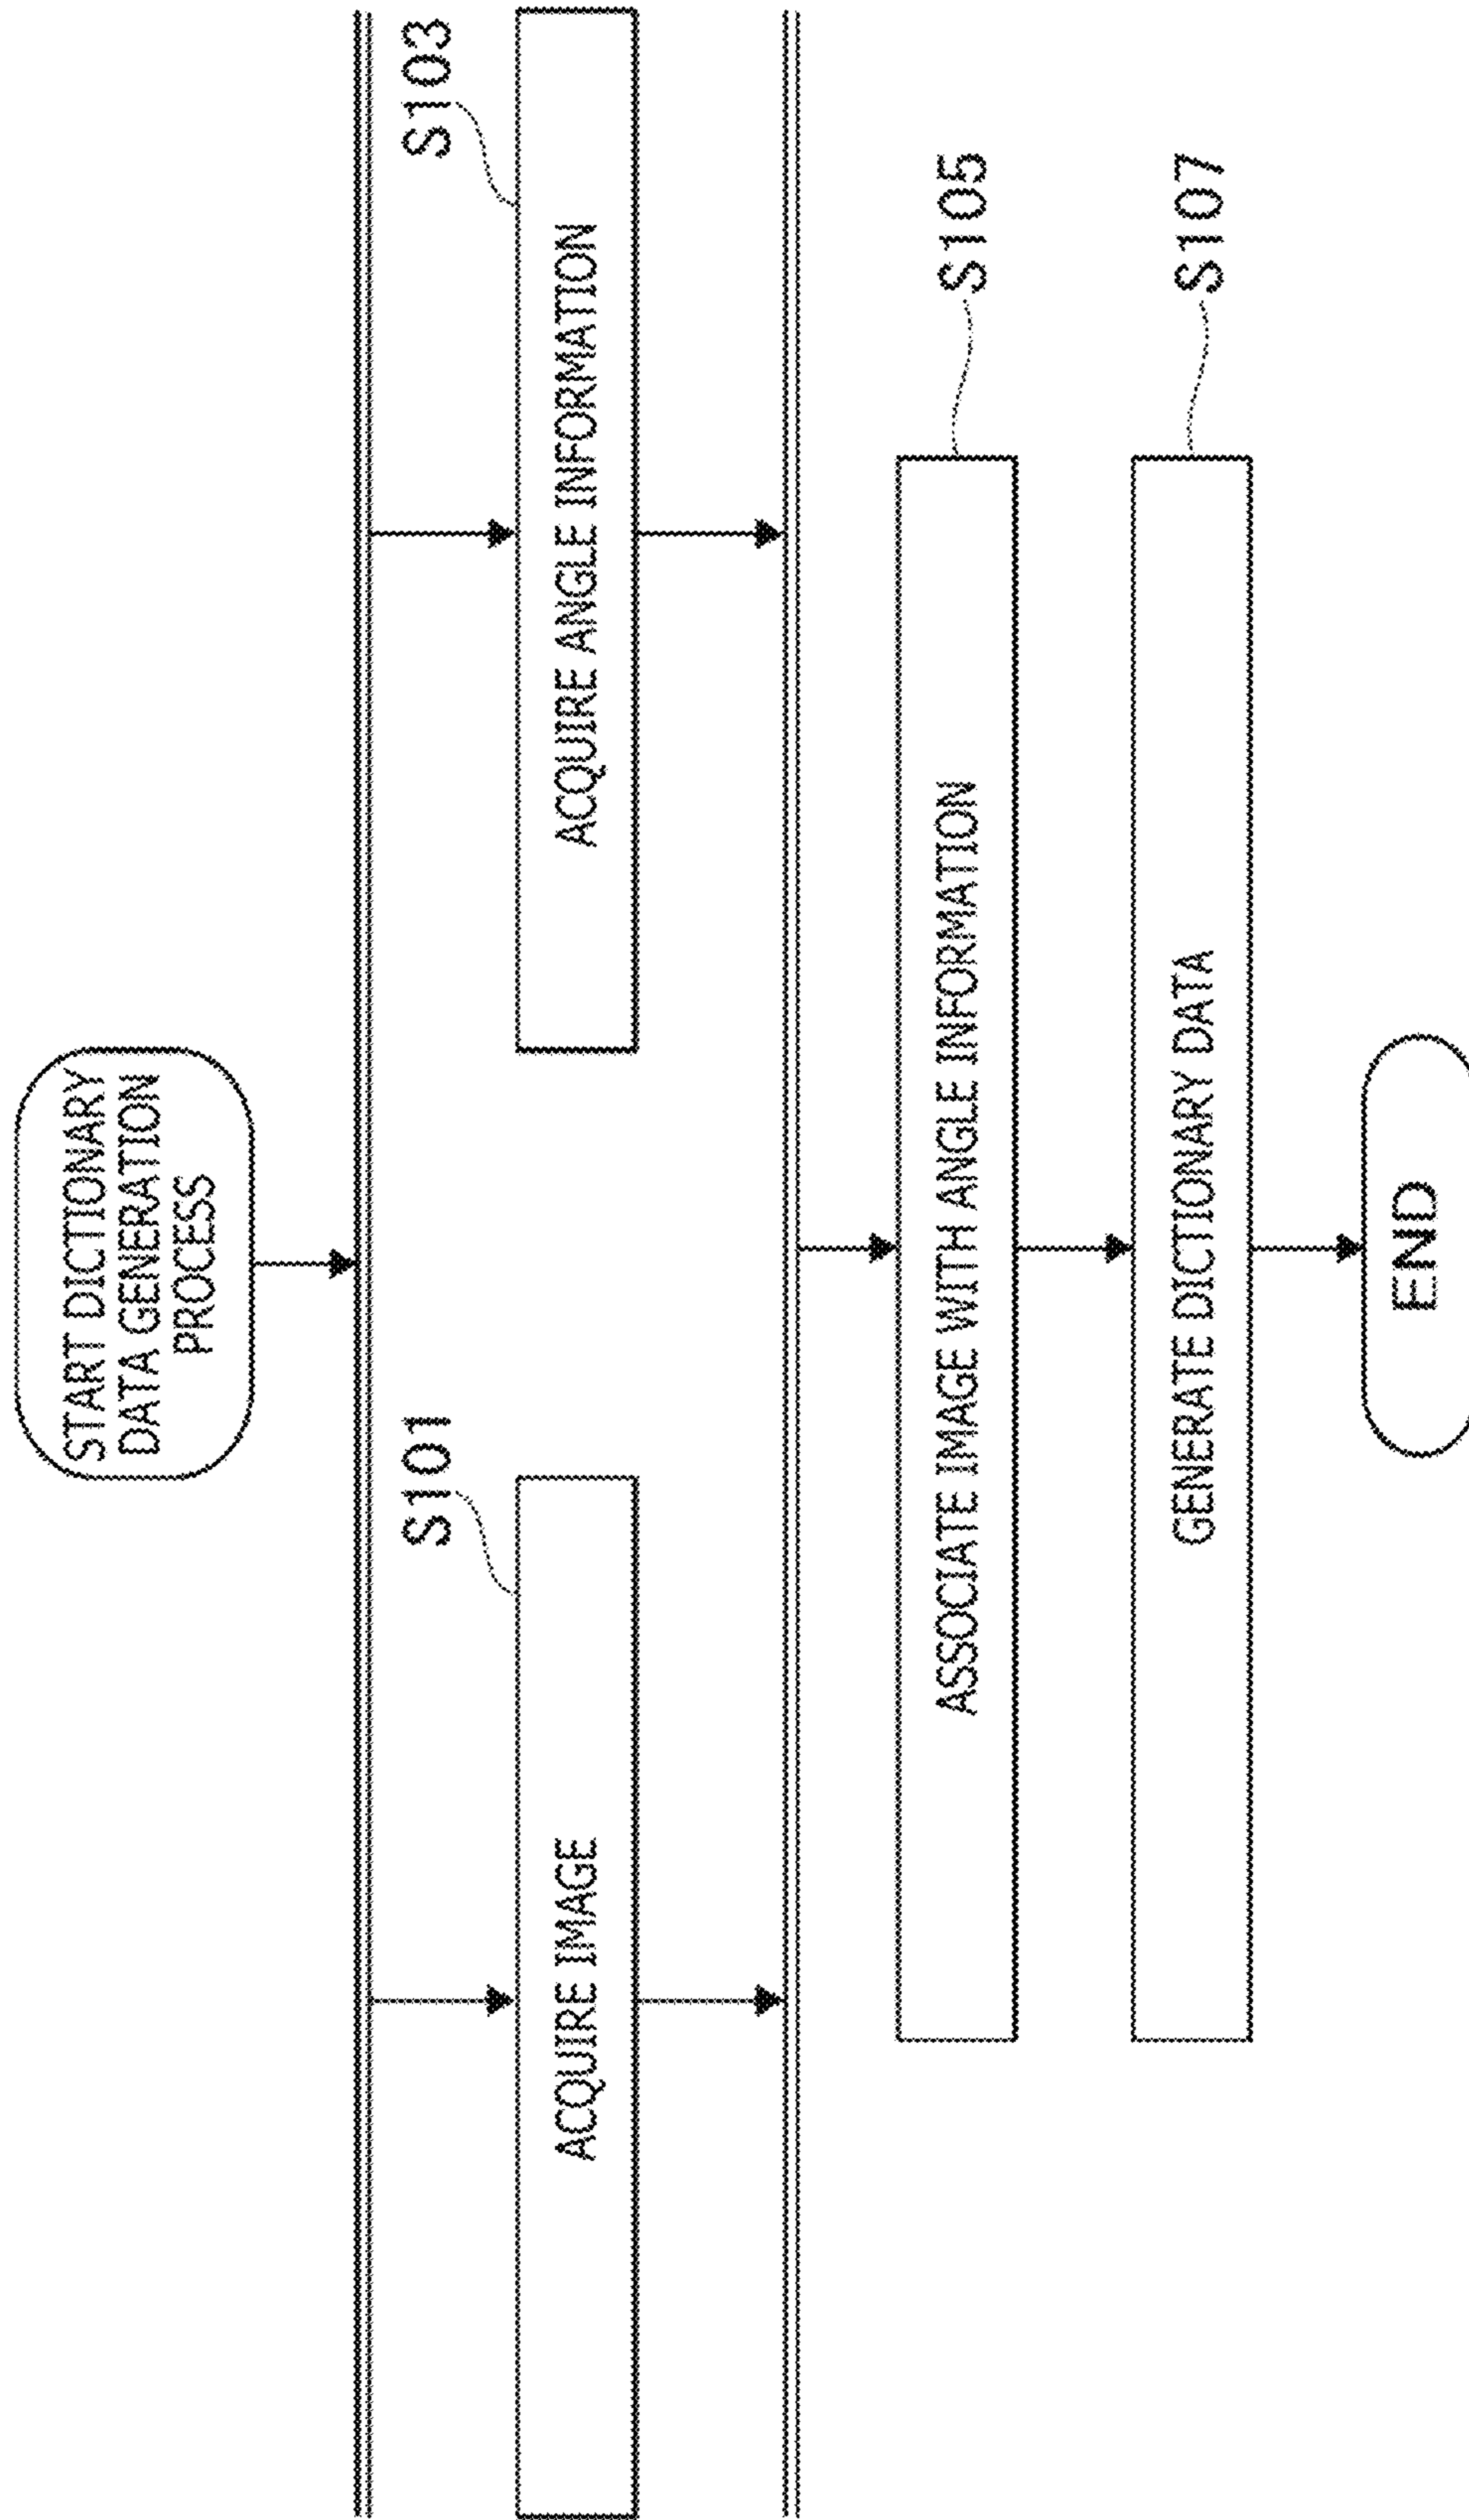 START DICTIONARY
DATA GENERATION
PROCESS
S101
S103
ACQUIRE IMAGE
ACQUIRE ANGLE INFORMATION
S105
ASSOCIATE IMAGE WITH ANGLE INFORMATION
S107
GENERATE DICTIONARY DATA
END